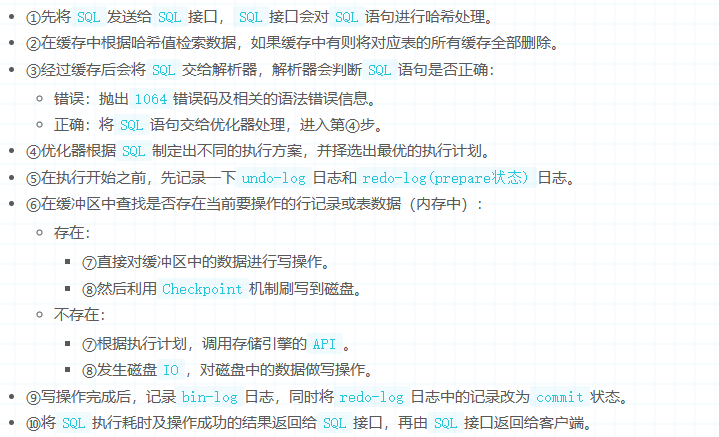 ①先将 SQL 发送给 SQL 接口，SQL 接口会对 SQL 语句进行哈希处理。
②在缓存中根据哈希值检索数据，如果缓存中有则将对应表的所有缓存全部删除。
③经过缓存后会将 SQL 交给解析器，解析器会判断 SQL 语句是否正确：
错误：抛出 1064 错误码及相关的语法错误信息。
正确：将 SQL 语句交给优化器处理，进入第④步。
④优化器根据 SQL 制定出不同的执行方案，并择选出最优的执行计划。
⑤在执行开始之前，先记录一下 undo-log 日志和 redo-log(prepare状态) 日志。
⑥在缓冲区中查找是否存在当前要操作的行记录或表数据（内存中）：
存在：
⑦直接对缓冲区中的数据进行写操作。
⑧然后利用 Checkpoint 机制刷写到磁盘。
不存在：
⑦根据执行计划，调用存储引擎的 API 。
⑧发生磁盘 IO ，对磁盘中的数据做写操作。
⑨写操作完成后，记录 bin-log 日志，同时将 redo-log 日志中的记录改为 commit 状态。
⑩将 SQL 执行耗时及操作成功的结果返回给 SQL 接口，再由 SQL 接口返回给客户端。